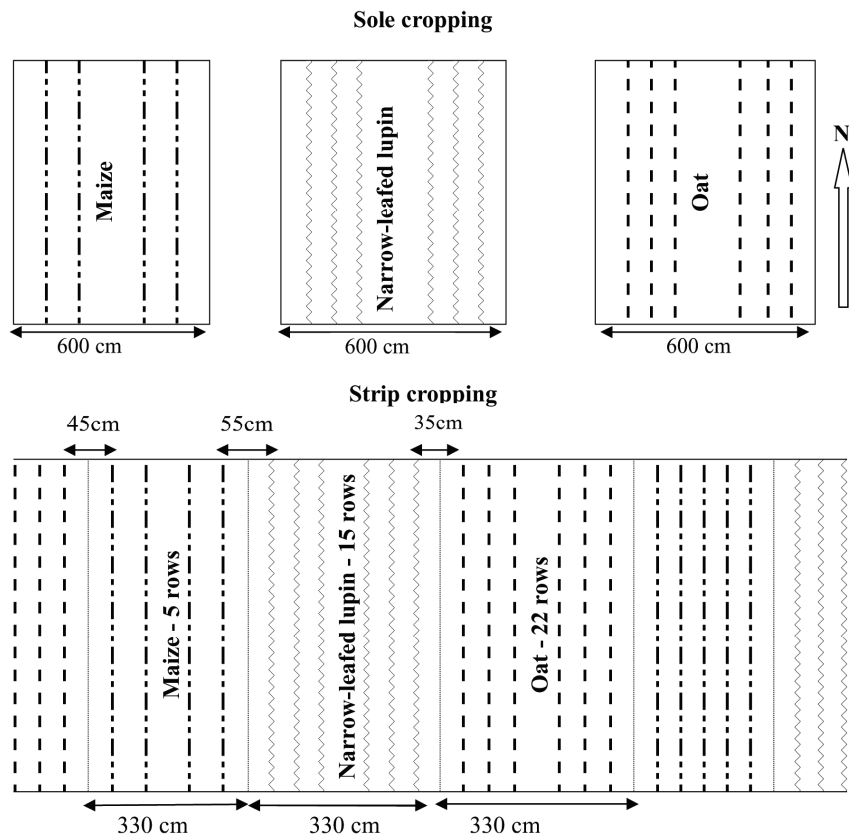 Sole cropping
Maize
Narrow-leafed lupin
Oat
N
600 cm
600 cm
600 cm
Strip cropping
45cm
55cm
35cm
Maize - 5 rows
Narrow-leafed lupin - 15 rows
Oat - 22 rows
330 cm
330 cm
330 cm